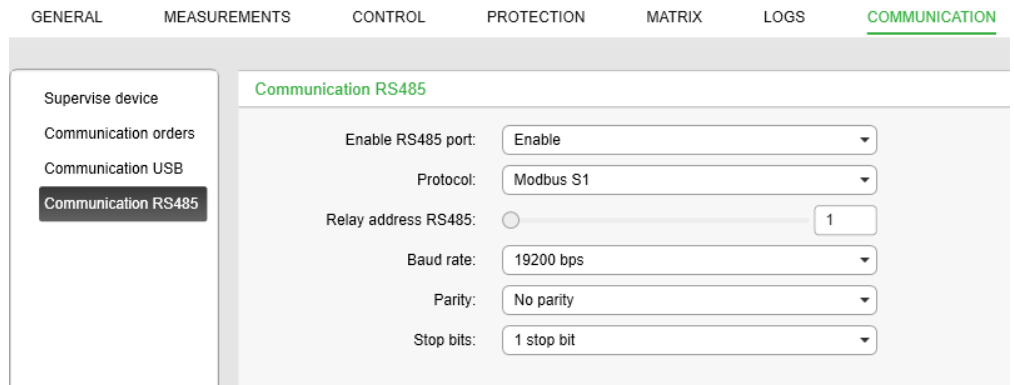 GENERAL MEASUREMENTS CONTROL PROTECTION MATRIX LOGS COMMUNICATION
Supervise device
Communication orders
Communication USB
Communication RS485
Communication RS485
Enable RS485 port: Enable
Protocol: Modbus S1
Relay address RS485: 1
Baud rate: 19200 bps
Parity: No parity
Stop bits: 1 stop bit